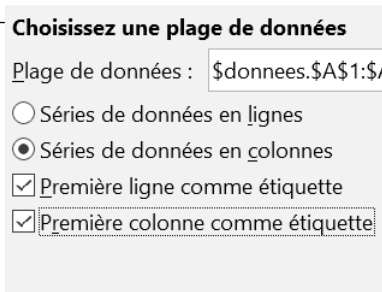 Choisissez une plage de données
Plage de données : $donnees.$A$1:$
Séries de données en lignes
Séries de données en colonnes
Première ligne comme étiquette
Première colonne comme étiquette